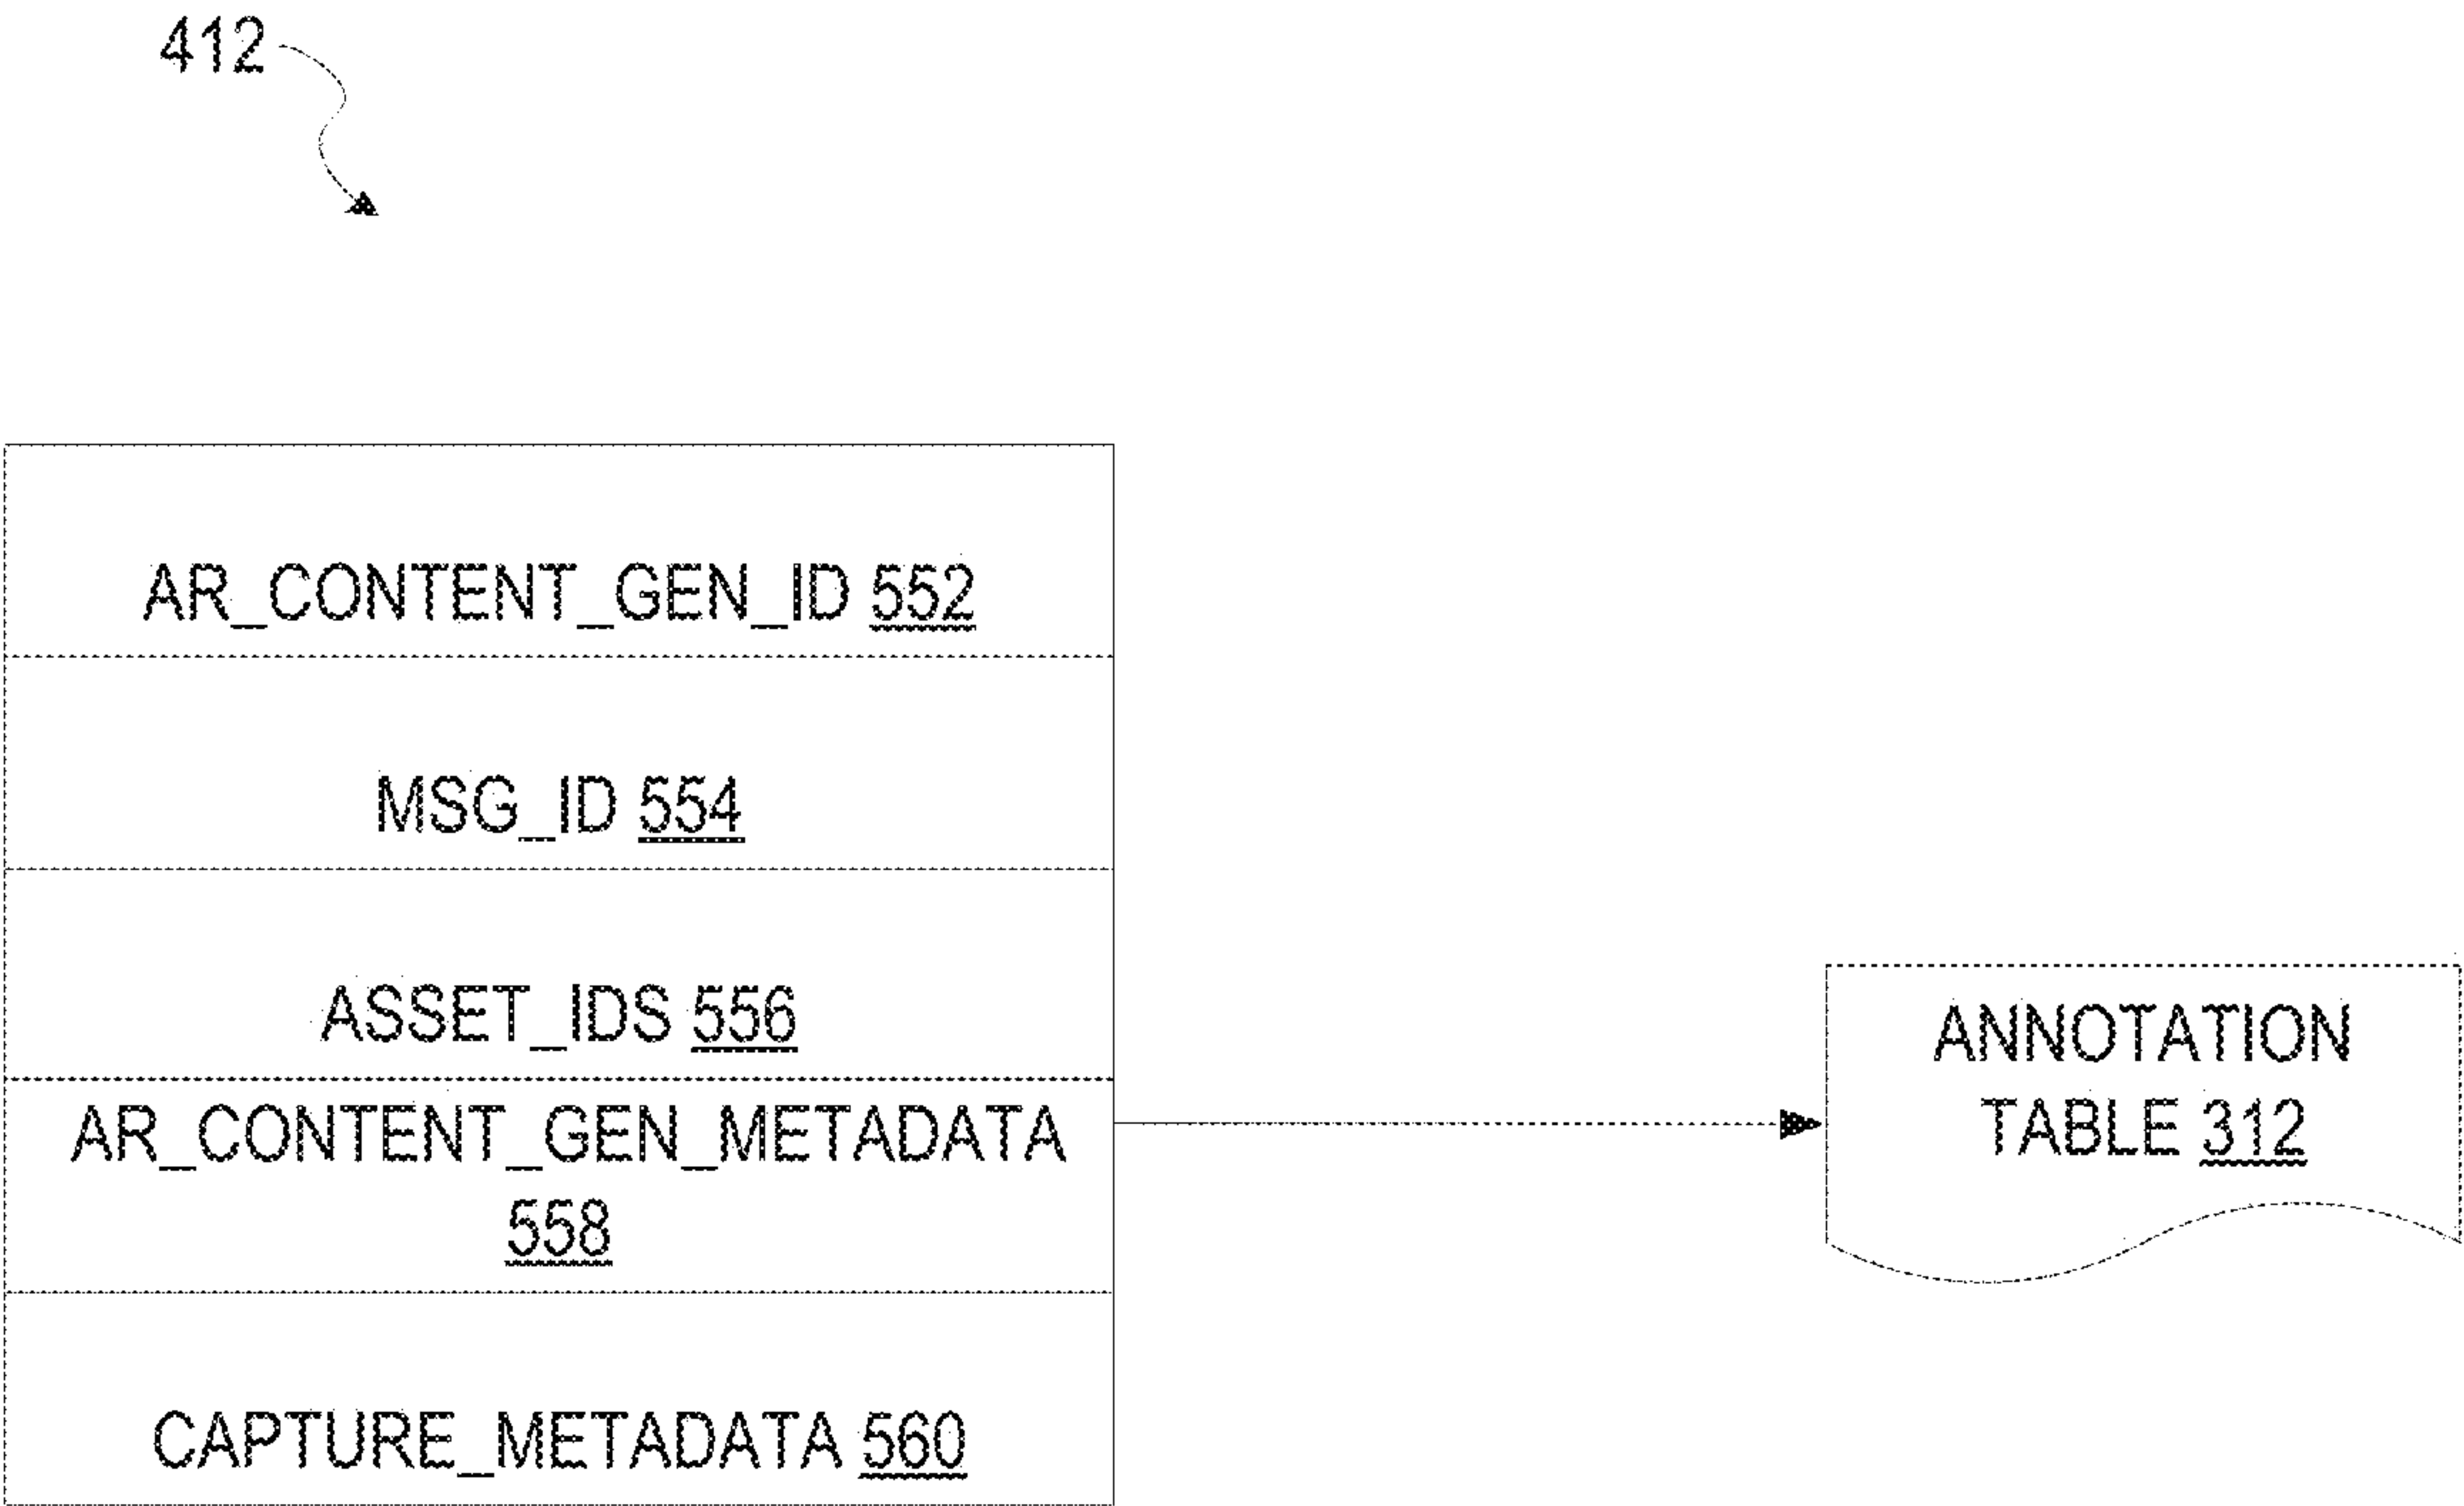 412
AR_CONTENT_GEN_ID 552
MSG_ID 554
ASSET_IDS 556
AR_CONTENT_GEN_METADATA
558
CAPTURE_METADATA 560
ANNOTATION
TABLE 312